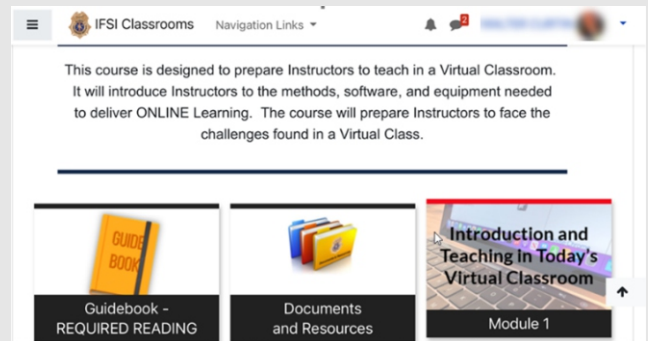 IFSI Classrooms Navigation Links
2
This course is designed to prepare Instructors to teach in a Virtual Classroom.
It will introduce Instructors to the methods, software, and equipment needed
to deliver ONLINE Learning. The course will prepare Instructors to face the
challenges found in a Virtual Class.
GUIDE
BOOK
Guidebook -
REQUIRED READING
Documents
and Resources
Introduction and
Teaching in Today's
Virtual Classroom
Module 1